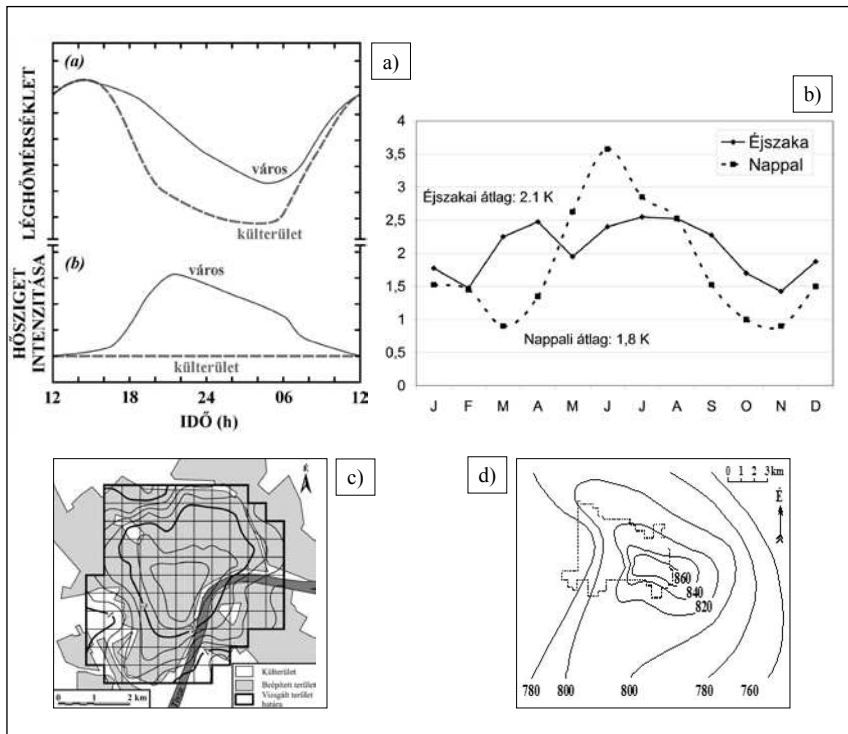 a)
(a)
LÉGHŐMÉRSÉKLET
város
külterület
(b)
HŐSZIGET
INTENZITÁSA
város
külterület
12 18 24 06 12
IDŐ (h)
b)
4
3,5
3
2,5
2
1,5
1
0,5
0
Éjszaka
Nappal
Éjszakai átlag: 2.1 K
Nappali átlag: 1,8 K
J F M A M J J A S O N D
c)
É
Külterület
Beépített terület
Vizsgált terület
határa
0 1 2 km
d)
0 1 2 3 km
É
860
840
820
780 800 800 780 760